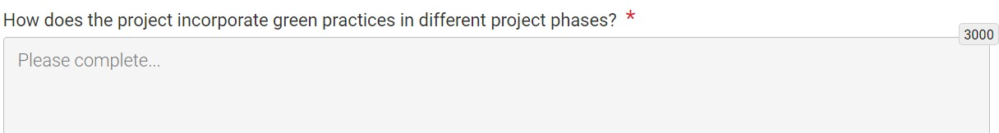 How does the project incorporate green practices in different project phases? *
3000
Please complete...